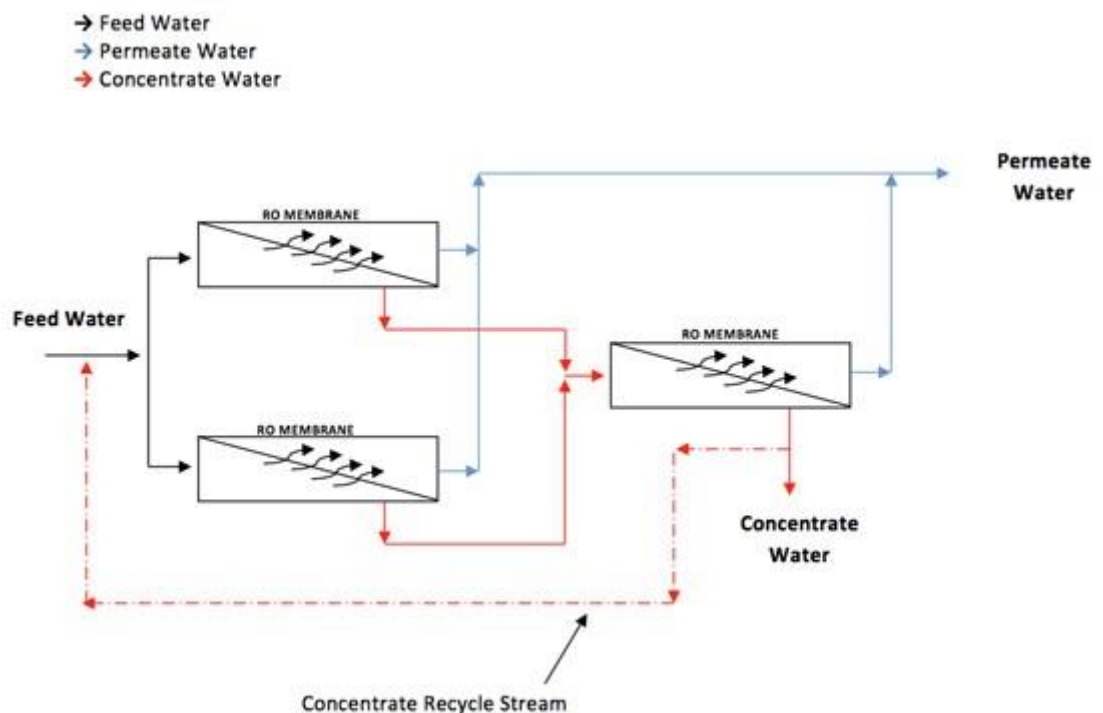 → Feed Water
→ Permeate Water
→ Concentrate Water
Permeate
Water
RO MEMBRANE
Feed Water
RO MEMBRANE
RO MEMBRANE
Concentrate
Water
Concentrate Recycle Stream